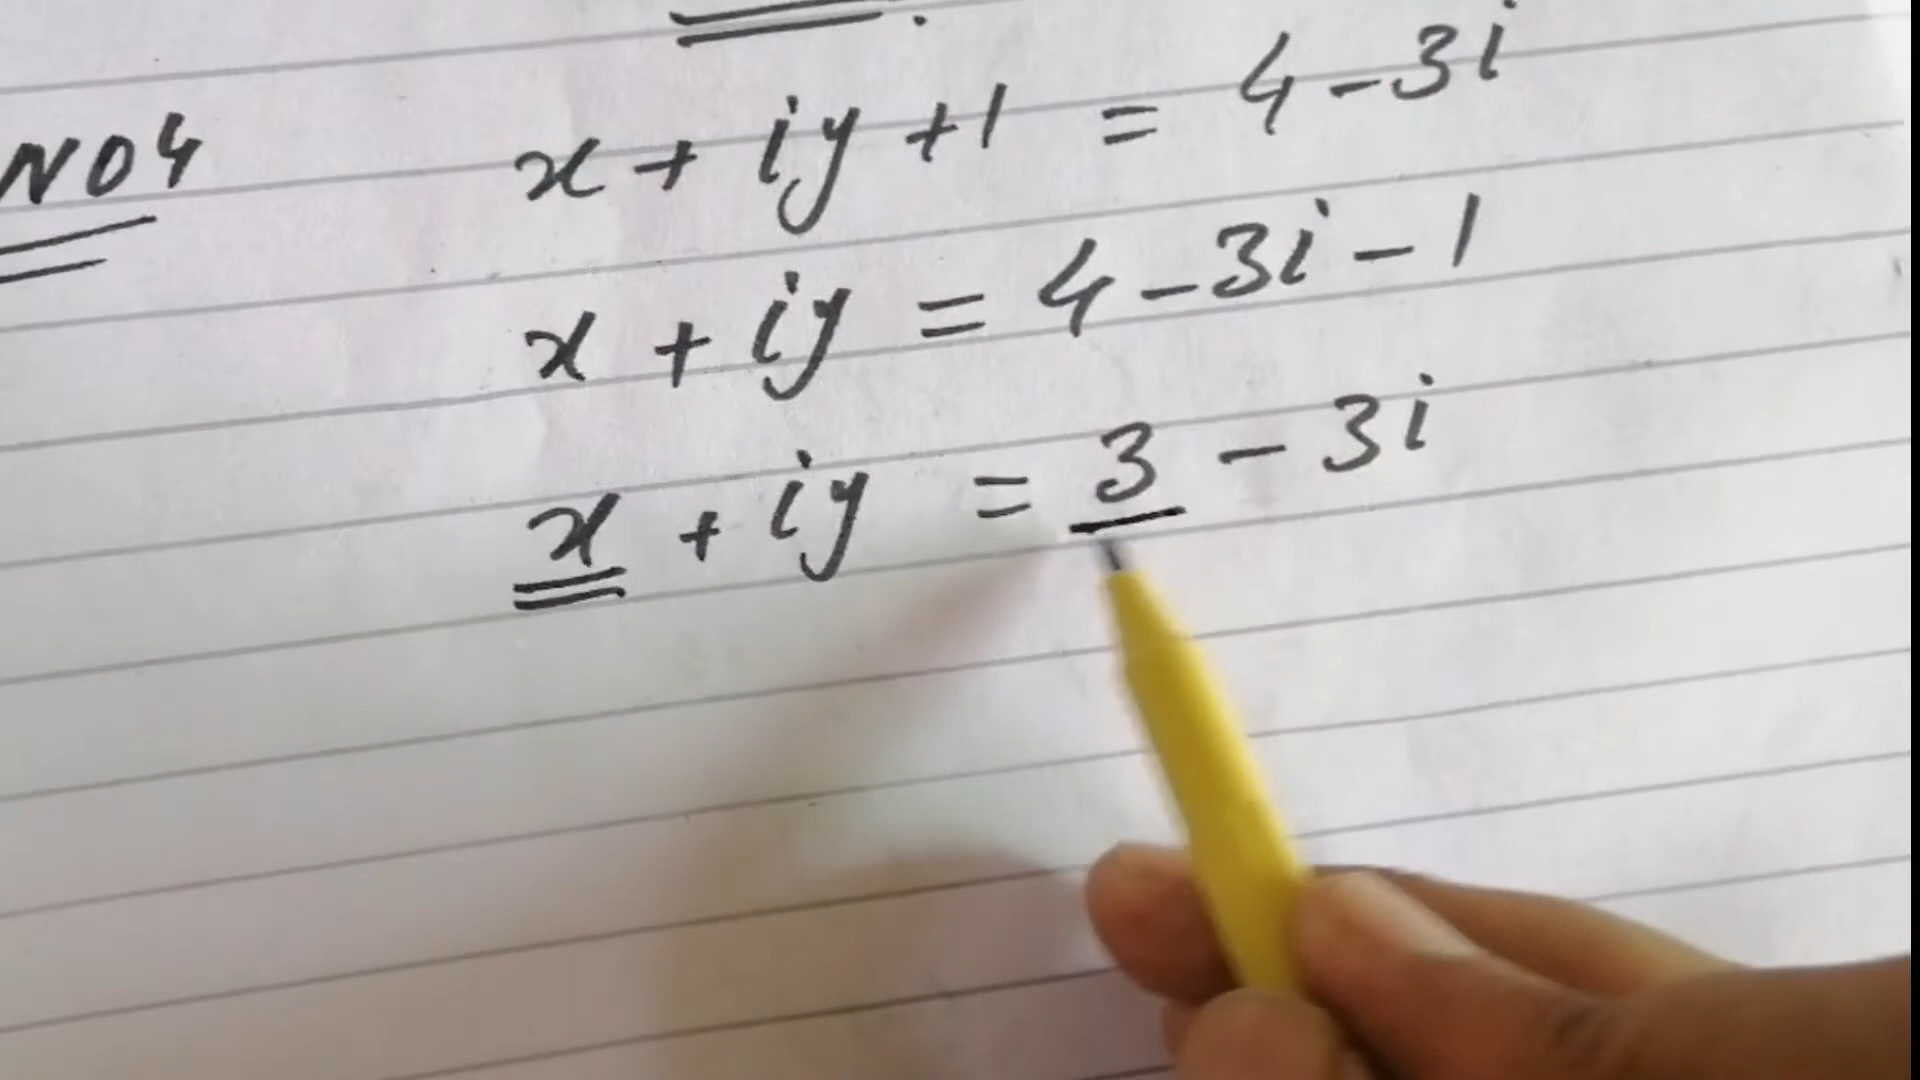 NO4
x + iy +1 = 4 - 3i
x + iy = 4 - 3i - 1
x + iy = 3 - 3i